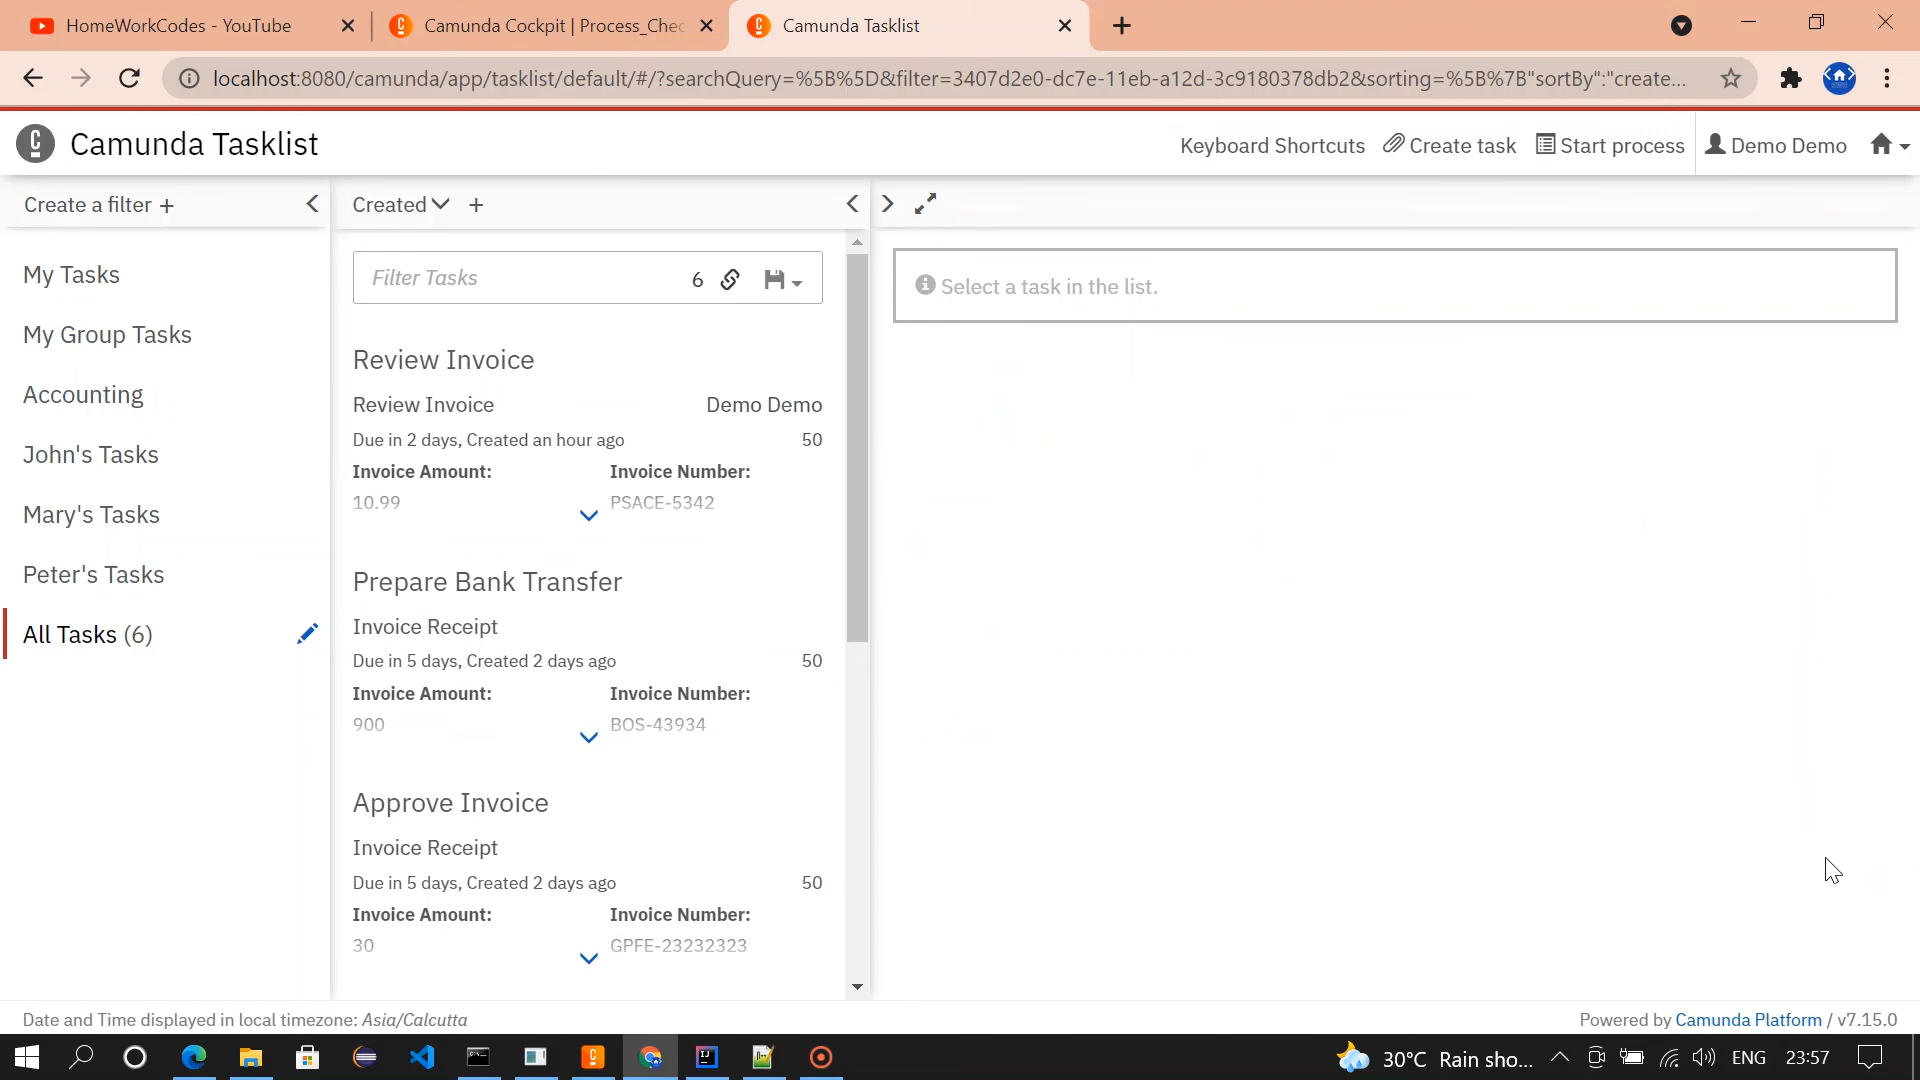 HomeWorkCodes - YouTube
Camunda Cockpit | Process_Chec
Camunda Tasklist
localhost:8080/camunda/app/tasklist/default/#/?searchQuery=%5B%5D&filter=3407d2e0-dc7e-11eb-a12d-3c9180378db2&sorting=%5B%7B"sortBy":"create...
Camunda Tasklist
Keyboard Shortcuts
Create task
Start process
Demo Demo
Create a filter +
Created
+
My Tasks
My Group Tasks
Accounting
John's Tasks
Mary's Tasks
Peter's Tasks
All Tasks (6)
Filter Tasks
6
Review Invoice
Review Invoice
Demo Demo
Due in 2 days, Created an hour ago
50
Invoice Amount:
Invoice Number:
10.99
PSACE-5342
Prepare Bank Transfer
Invoice Receipt
Due in 5 days, Created 2 days ago
50
Invoice Amount:
Invoice Number:
900
BOS-43934
Approve Invoice
Invoice Receipt
Due in 5 days, Created 2 days ago
50
Invoice Amount:
Invoice Number:
30
GPFE-23232323
Select a task in the list.
Date and Time displayed in local timezone: Asia/Calcutta
Powered by Camunda Platform / v7.15.0
30°C Rain sho...
ENG
23:57